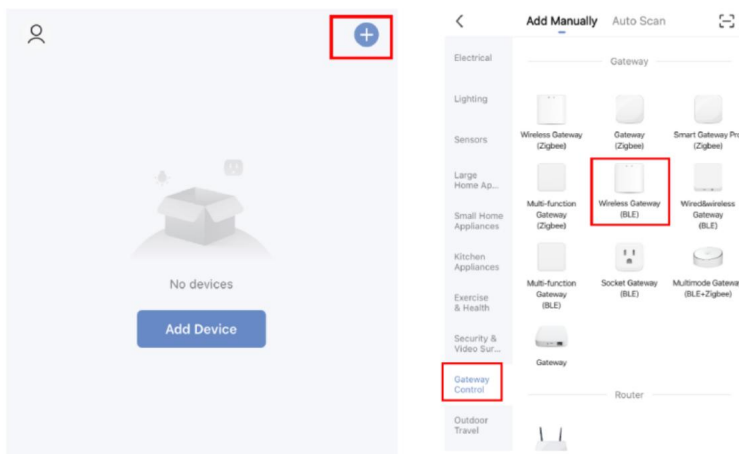 No devices
Add Device
Add Manually Auto Scan
Electrical
Lighting
Sensors
Large
Home Ap...
Small Home
Appliances
Kitchen
Appliances
Exercise
& Health
Security &
Video Sur...
Gateway
Control
Outdoor
Travel
Gateway
Wireless Gateway
(Zigbee)
Gateway
(Zigbee)
Smart Gateway Pro
(Zigbee)
Multi-function
Gateway
(Zigbee)
Wireless Gateway
(BLE)
Wired&wireless
Gateway
(BLE)
Multi-function
Gateway
(BLE)
Socket Gateway
(BLE)
Multimode Gateway
(BLE+Zigbee)
Gateway
Router